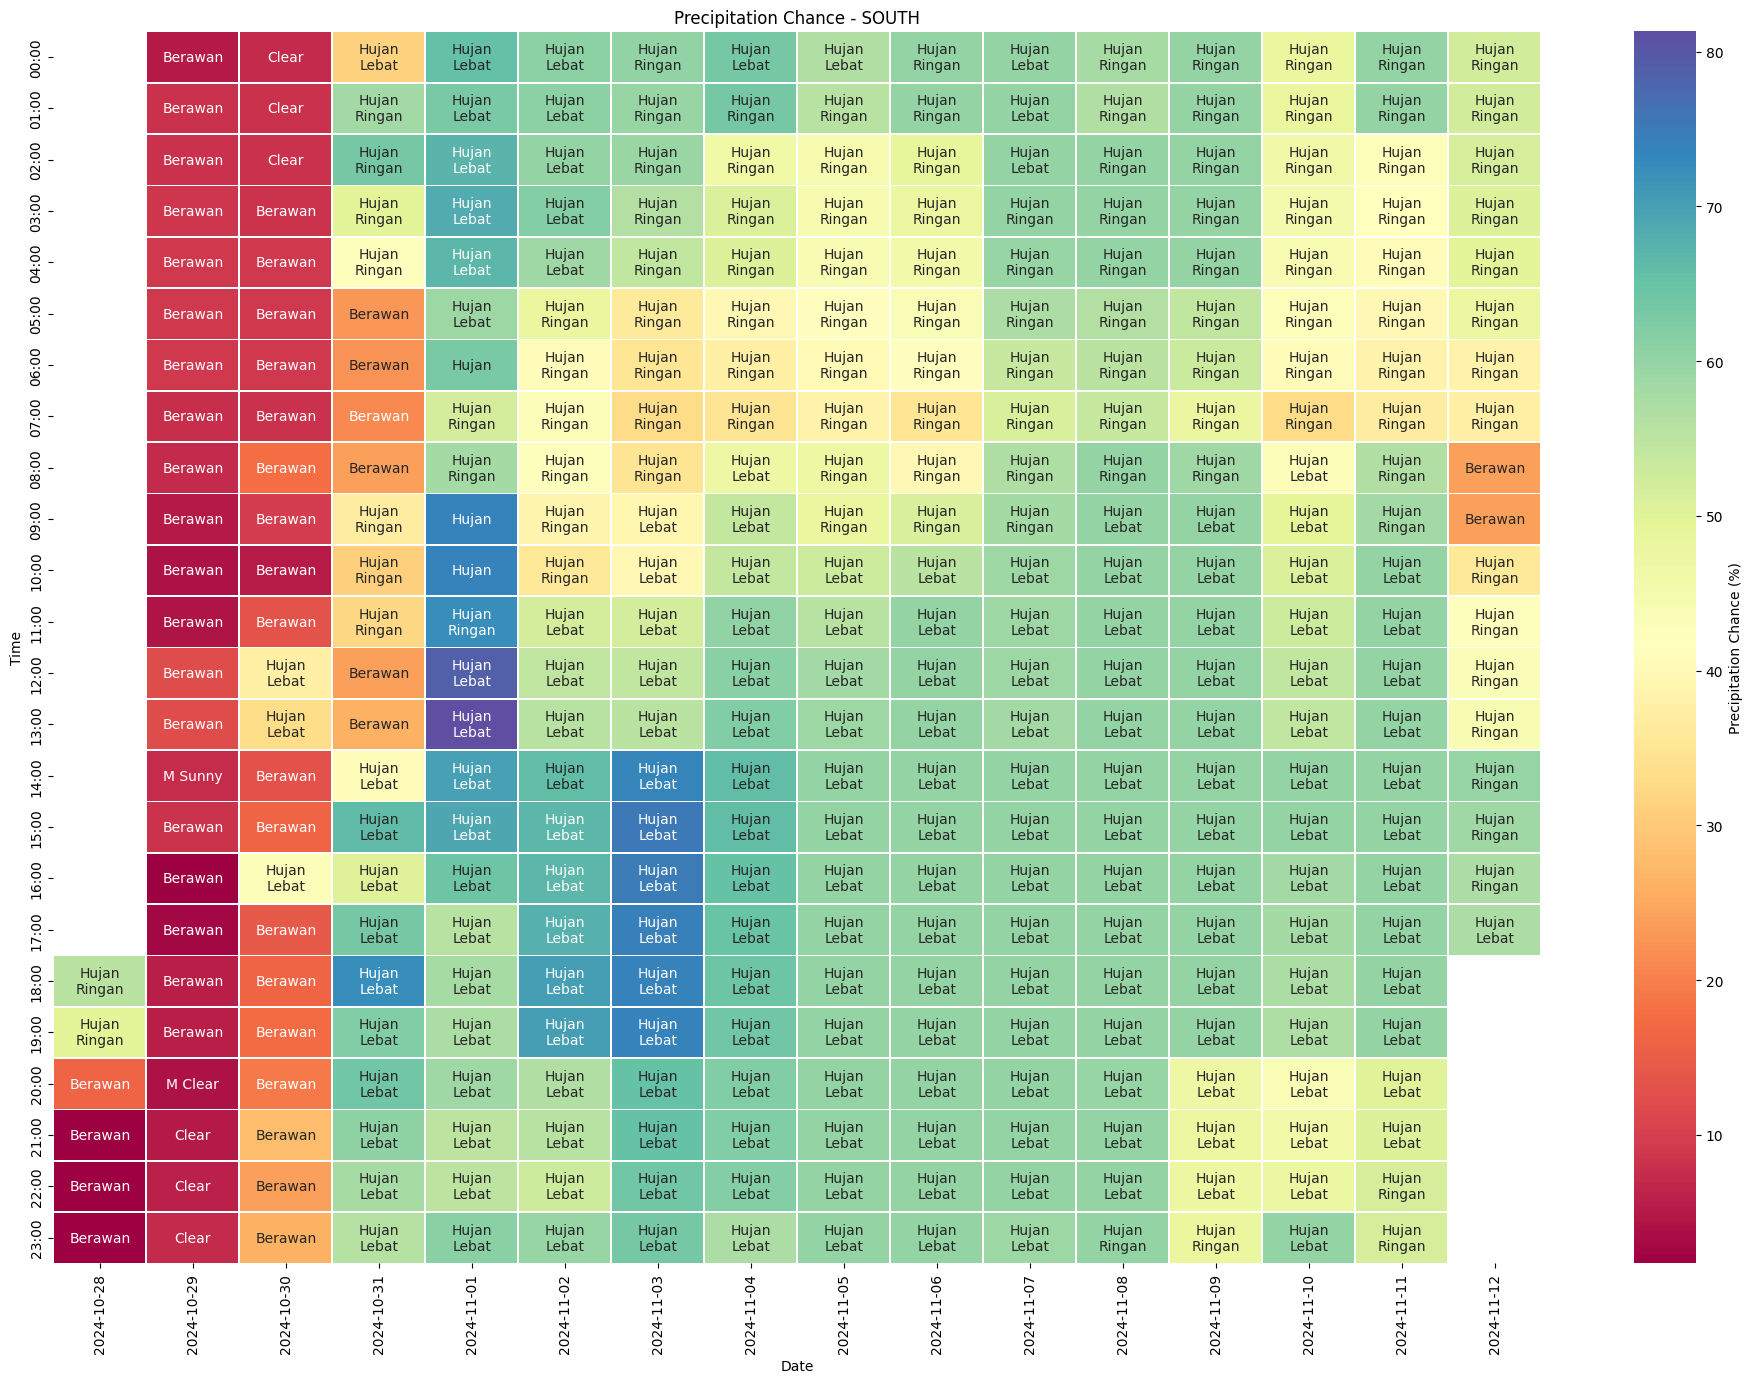 Precipitation Chance - SOUTH
Time
00:00 Berawan Clear Hujan Lebat Hujan Lebat Hujan Lebat Hujan Ringan Hujan Lebat Hujan Lebat Hujan Ringan Hujan Lebat Hujan Ringan Hujan Ringan Hujan Ringan Hujan Ringan Hujan Ringan
01:00 Berawan Clear Hujan Ringan Hujan Lebat Hujan Lebat Hujan Ringan Hujan Ringan Hujan Ringan Hujan Ringan Hujan Lebat Hujan Ringan Hujan Ringan Hujan Ringan Hujan Ringan Hujan Ringan
02:00 Berawan Clear Hujan Ringan Hujan Lebat Hujan Lebat Hujan Ringan Hujan Ringan Hujan Ringan Hujan Ringan Hujan Lebat Hujan Ringan Hujan Ringan Hujan Ringan Hujan Ringan Hujan Ringan
03:00 Berawan Berawan Hujan Ringan Hujan Lebat Hujan Lebat Hujan Ringan Hujan Ringan Hujan Ringan Hujan Ringan Hujan Ringan Hujan Ringan Hujan Ringan Hujan Ringan Hujan Ringan Hujan Ringan
04:00 Berawan Berawan Hujan Ringan Hujan Lebat Hujan Lebat Hujan Ringan Hujan Ringan Hujan Ringan Hujan Ringan Hujan Ringan Hujan Ringan Hujan Ringan Hujan Ringan Hujan Ringan Hujan Ringan
05:00 Berawan Berawan Berawan Hujan Lebat Hujan Ringan Hujan Ringan Hujan Ringan Hujan Ringan Hujan Ringan Hujan Ringan Hujan Ringan Hujan Ringan Hujan Ringan Hujan Ringan Hujan Ringan
06:00 Berawan Berawan Berawan Hujan Hujan Ringan Hujan Ringan Hujan Ringan Hujan Ringan Hujan Ringan Hujan Ringan Hujan Ringan Hujan Ringan Hujan Ringan Hujan Ringan Hujan Ringan
07:00 Berawan Berawan Berawan Hujan Ringan Hujan Ringan Hujan Ringan Hujan Ringan Hujan Ringan Hujan Ringan Hujan Ringan Hujan Ringan Hujan Ringan Hujan Ringan Hujan Ringan Hujan Ringan
08:00 Berawan Berawan Berawan Hujan Ringan Hujan Ringan Hujan Ringan Hujan Lebat Hujan Ringan Hujan Ringan Hujan Ringan Hujan Ringan Hujan Ringan Hujan Lebat Hujan Ringan Berawan
09:00 Berawan Berawan Hujan Ringan Hujan Hujan Ringan Hujan Lebat Hujan Lebat Hujan Ringan Hujan Ringan Hujan Ringan Hujan Lebat Hujan Lebat Hujan Lebat Hujan Ringan Berawan
10:00 Berawan Berawan Hujan Ringan Hujan Hujan Ringan Hujan Lebat Hujan Lebat Hujan Lebat Hujan Lebat Hujan Lebat Hujan Lebat Hujan Lebat Hujan Lebat Hujan Lebat Hujan Ringan
11:00 Berawan Berawan Hujan Ringan Hujan Ringan Hujan Lebat Hujan Lebat Hujan Lebat Hujan Lebat Hujan Lebat Hujan Lebat Hujan Lebat Hujan Lebat Hujan Lebat Hujan Lebat Hujan Ringan
12:00 Berawan Hujan Lebat Berawan Hujan Lebat Hujan Lebat Hujan Lebat Hujan Lebat Hujan Lebat Hujan Lebat Hujan Lebat Hujan Lebat Hujan Lebat Hujan Lebat Hujan Lebat Hujan Ringan
13:00 Berawan Hujan Lebat Berawan Hujan Lebat Hujan Lebat Hujan Lebat Hujan Lebat Hujan Lebat Hujan Lebat Hujan Lebat Hujan Lebat Hujan Lebat Hujan Lebat Hujan Lebat Hujan Ringan
14:00 M Sunny Berawan Hujan Lebat Hujan Lebat Hujan Lebat Hujan Lebat Hujan Lebat Hujan Lebat Hujan Lebat Hujan Lebat Hujan Lebat Hujan Lebat Hujan Lebat Hujan Lebat Hujan Ringan
15:00 Berawan Berawan Hujan Lebat Hujan Lebat Hujan Lebat Hujan Lebat Hujan Lebat Hujan Lebat Hujan Lebat Hujan Lebat Hujan Lebat Hujan Lebat Hujan Lebat Hujan Lebat Hujan Ringan
16:00 Berawan Hujan Lebat Hujan Lebat Hujan Lebat Hujan Lebat Hujan Lebat Hujan Lebat Hujan Lebat Hujan Lebat Hujan Lebat Hujan Lebat Hujan Lebat Hujan Lebat Hujan Lebat Hujan Ringan
17:00 Berawan Berawan Hujan Lebat Hujan Lebat Hujan Lebat Hujan Lebat Hujan Lebat Hujan Lebat Hujan Lebat Hujan Lebat Hujan Lebat Hujan Lebat Hujan Lebat Hujan Lebat Hujan Lebat
18:00 Hujan Ringan Berawan Berawan Hujan Lebat Hujan Lebat Hujan Lebat Hujan Lebat Hujan Lebat Hujan Lebat Hujan Lebat Hujan Lebat Hujan Lebat Hujan Lebat Hujan Lebat Hujan Lebat
19:00 Hujan Ringan Berawan Berawan Hujan Lebat Hujan Lebat Hujan Lebat Hujan Lebat Hujan Lebat Hujan Lebat Hujan Lebat Hujan Lebat Hujan Lebat Hujan Lebat Hujan Lebat Hujan Lebat
20:00 Berawan M Clear Berawan Hujan Lebat Hujan Lebat Hujan Lebat Hujan Lebat Hujan Lebat Hujan Lebat Hujan Lebat Hujan Lebat Hujan Lebat Hujan Lebat Hujan Lebat Hujan Lebat
21:00 Berawan Clear Berawan Hujan Lebat Hujan Lebat Hujan Lebat Hujan Lebat Hujan Lebat Hujan Lebat Hujan Lebat Hujan Lebat Hujan Lebat Hujan Lebat Hujan Lebat Hujan Lebat
22:00 Berawan Clear Berawan Hujan Lebat Hujan Lebat Hujan Lebat Hujan Lebat Hujan Lebat Hujan Lebat Hujan Lebat Hujan Lebat Hujan Lebat Hujan Lebat Hujan Lebat Hujan Ringan
23:00 Berawan Clear Berawan Hujan Lebat Hujan Lebat Hujan Lebat Hujan Lebat Hujan Lebat Hujan Lebat Hujan Lebat Hujan Lebat Hujan Ringan Hujan Ringan Hujan Lebat Hujan Ringan
2024-10-28 2024-10-29 2024-10-30 2024-10-31 2024-11-01 2024-11-02 2024-11-03 2024-11-04 2024-11-05 2024-11-06 2024-11-07 2024-11-08 2024-11-09 2024-11-10 2024-11-11 2024-11-12
Date
80
70
60
50
40
30
20
10
Precipitation Chance (%)